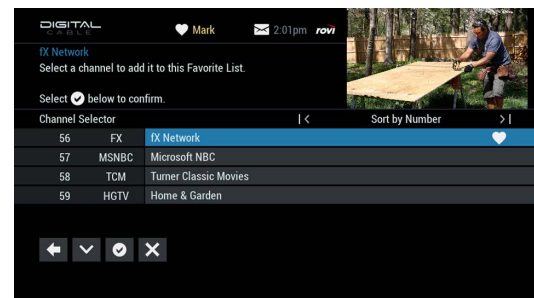 DIGITAL
CABLE
Mark
2:01pm rovi
fX Network
Select a channel to add it to this Favorite List.
Select below to confirm.
Channel Selector |< Sort by Number >|
56 FX fX Network
57 MSNBC Microsoft NBC
58 TCM Turner Classic Movies
59 HGTV Home & Garden